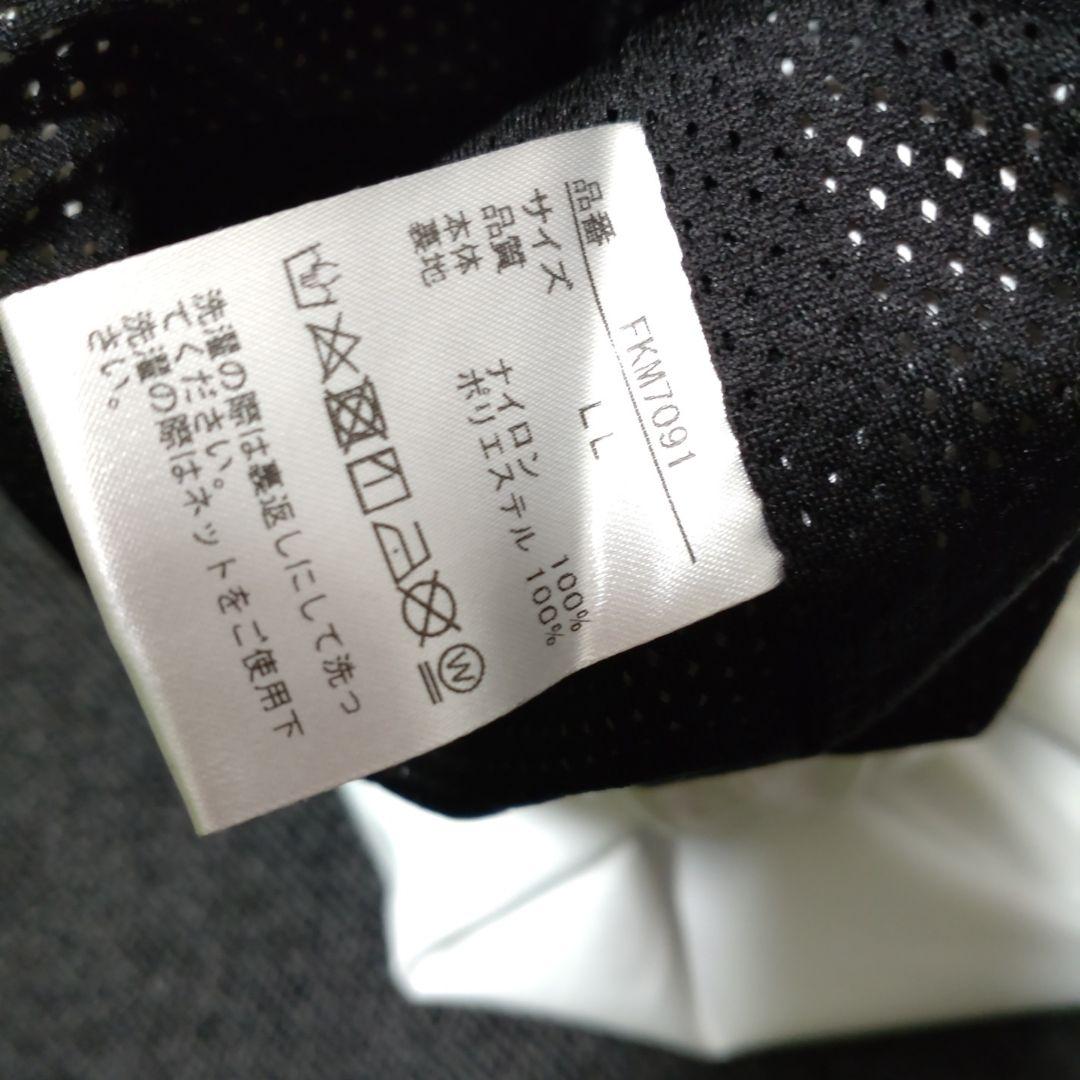 品番 FKM7091
サイズ LL
品質
本体 ナイロン 100%
裏地 ポリエステル 100%
W
洗濯の際は裏返しにして洗っ
てください。
洗濯の際はネットをご使用下
さい。